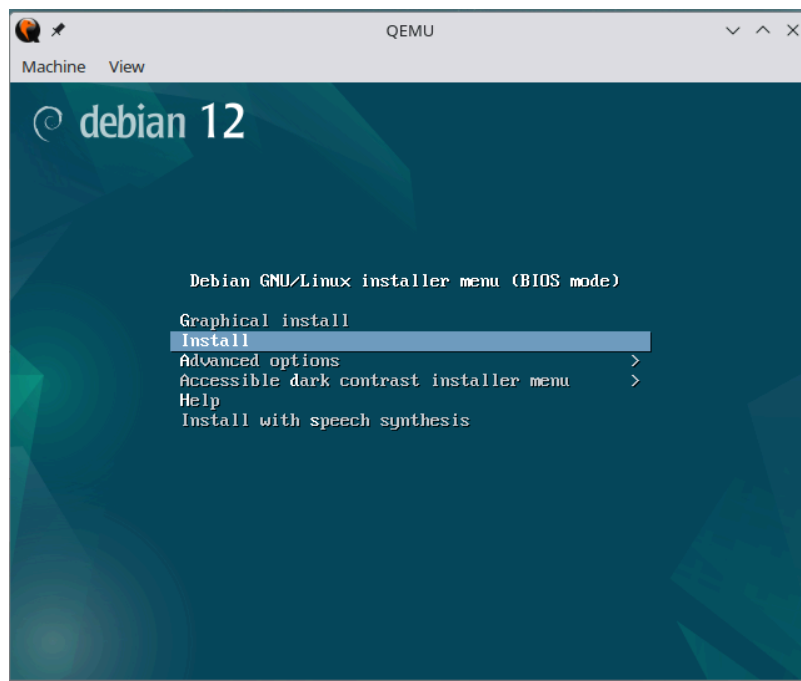 QEMU
Machine View
debian 12
Debian GNU/Linux installer menu (BIOS mode)
Graphical install
Install
Advanced options >
Accessible dark contrast installer menu >
Help
Install with speech synthesis